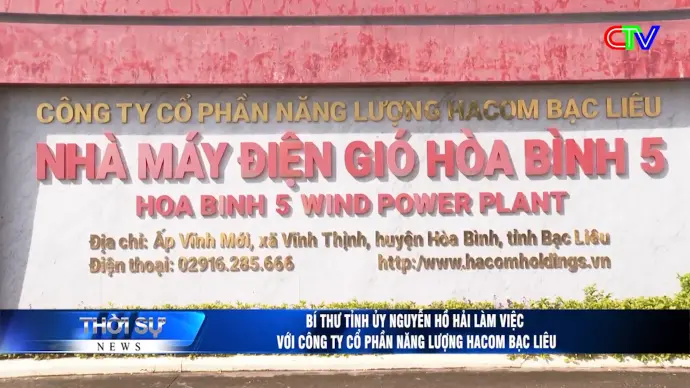 CTV
CÔNG TY CỔ PHẦN NĂNG LƯỢNG HACOM BẠC LIÊU
NHÀ MÁY ĐIỆN GIÓ HÒA BÌNH 5
HOA BINH 5 WIND POWER PLANT
Địa chỉ: Ấp Vĩnh Mới, xã Vĩnh Thịnh, huyện Hòa Bình, tỉnh Bạc Liêu
Điện thoại: 02916.285.666 http:/www.hacomholdings.vn
THỜI SỰ
NEWS
BÍ THƯ TỈNH ỦY NGUYỄN HỒ HẢI LÀM VIỆC
VỚI CÔNG TY CỔ PHẦN NĂNG LƯỢNG HACOM BẠC LIÊU